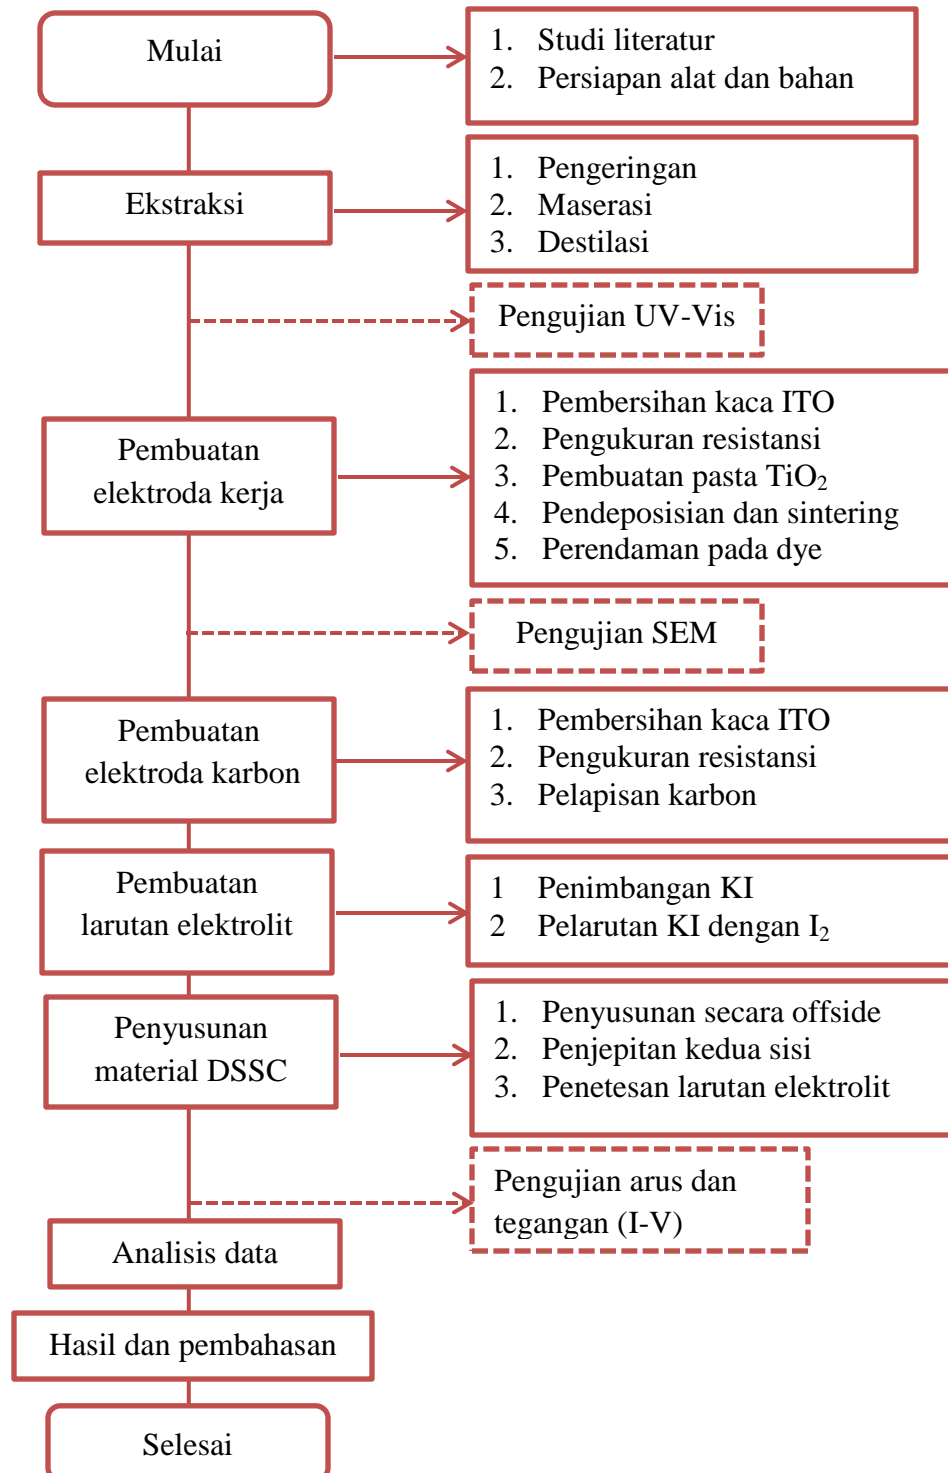 Mulai
1. Studi literatur
2. Persiapan alat dan bahan
Ekstraksi
1. Pengeringan
2. Maserasi
3. Destilasi
Pengujian UV-Vis
Pembuatan
elektroda kerja
1. Pembersihan kaca ITO
2. Pengukuran resistansi
3. Pembuatan pasta TiO₂
4. Pendeposisian dan sintering
5. Perendaman pada dye
Pengujian SEM
Pembuatan
elektroda karbon
1. Pembersihan kaca ITO
2. Pengukuran resistansi
3. Pelapisan karbon
Pembuatan
larutan elektrolit
1 Penimbangan KI
2 Pelarutan KI dengan I₂
Penyusunan
material DSSC
1. Penyusunan secara offside
2. Penjepitan kedua sisi
3. Penetesan larutan elektrolit
Pengujian arus dan
tegangan (I-V)
Analisis data
Hasil dan pembahasan
Selesai